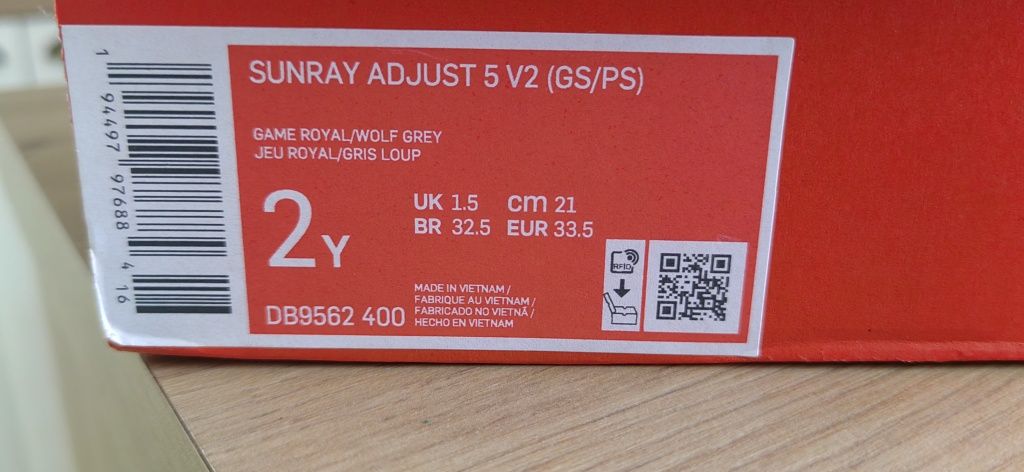 SUNRAY ADJUST 5 V2 (GS/PS)
GAME ROYAL/WOLF GREY
JEU ROYAL/GRIS LOUP
2Y
UK 1.5 cm 21
BR 32.5 EUR 33.5
RFID
DB9562 400
MADE IN VIETNAM /
FABRIQUE AU VIETNAM /
FABRICADO NO VIETNÃ /
HECHO EN VIETNAM
1 94497 97688 4 16